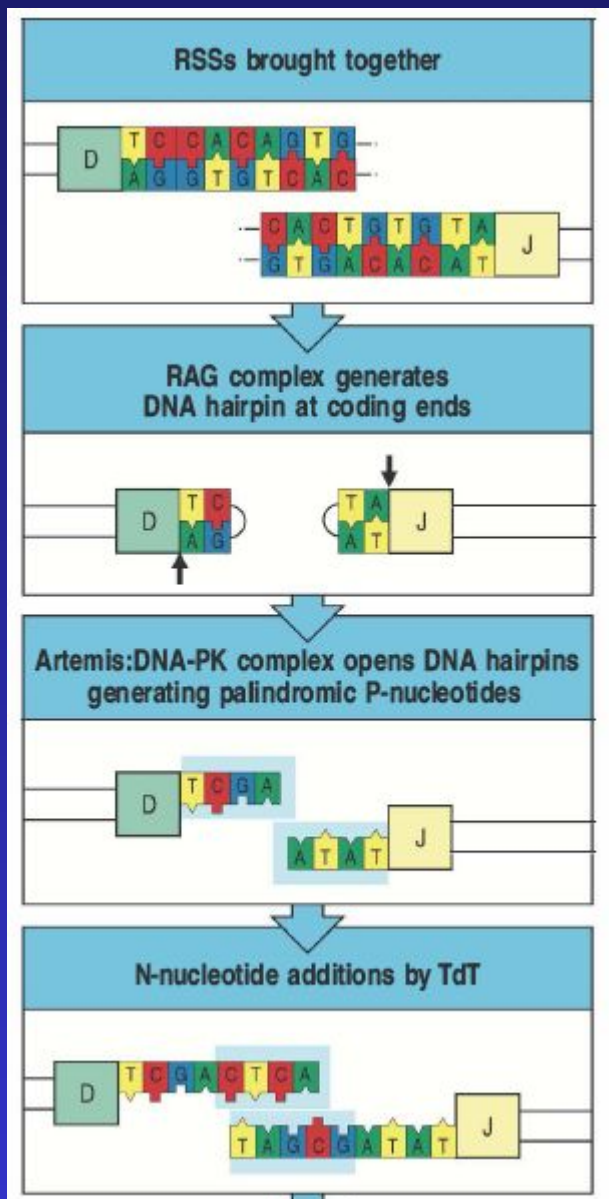 RSSs brought together
D T C C A C A G T G
A G G T G T C A C
C A C T G T G T A J
G T G A C A C A T
RAG complex generates
DNA hairpin at coding ends
D T C T A J
A G A T
Artemis:DNA-PK complex opens DNA hairpins
generating palindromic P-nucleotides
D T C G A
A T A T J
N-nucleotide additions by TdT
D T C G A C T C A
T A G C G A T A T J